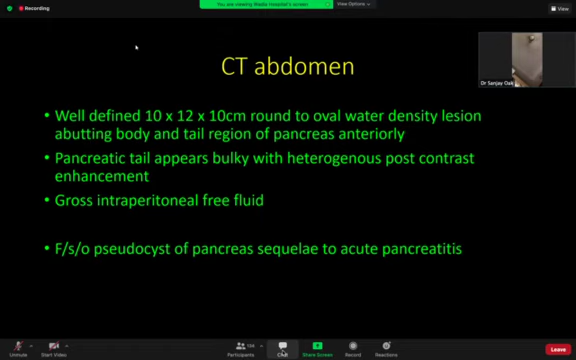 Recording
You are viewing Wadia Hospital's screen
View Options
View
CT abdomen
Dr Sanjay Oak
• Well defined 10 x 12 x 10cm round to oval water density lesion
abutting body and tail region of pancreas anteriorly
• Pancreatic tail appears bulky with heterogenous post contrast
enhancement
• Gross intraperitoneal free fluid
• F/s/o pseudocyst of pancreas sequelae to acute pancreatitis
Unmute
Start Video
Participants
Chat
Share Screen
Record
Reactions
Leave